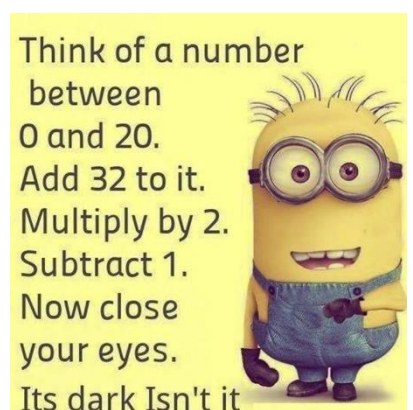 Think of a number
between
0 and 20.
Add 32 to it.
Multiply by 2.
Subtract 1.
Now close
your eyes.
Its dark Isn't it